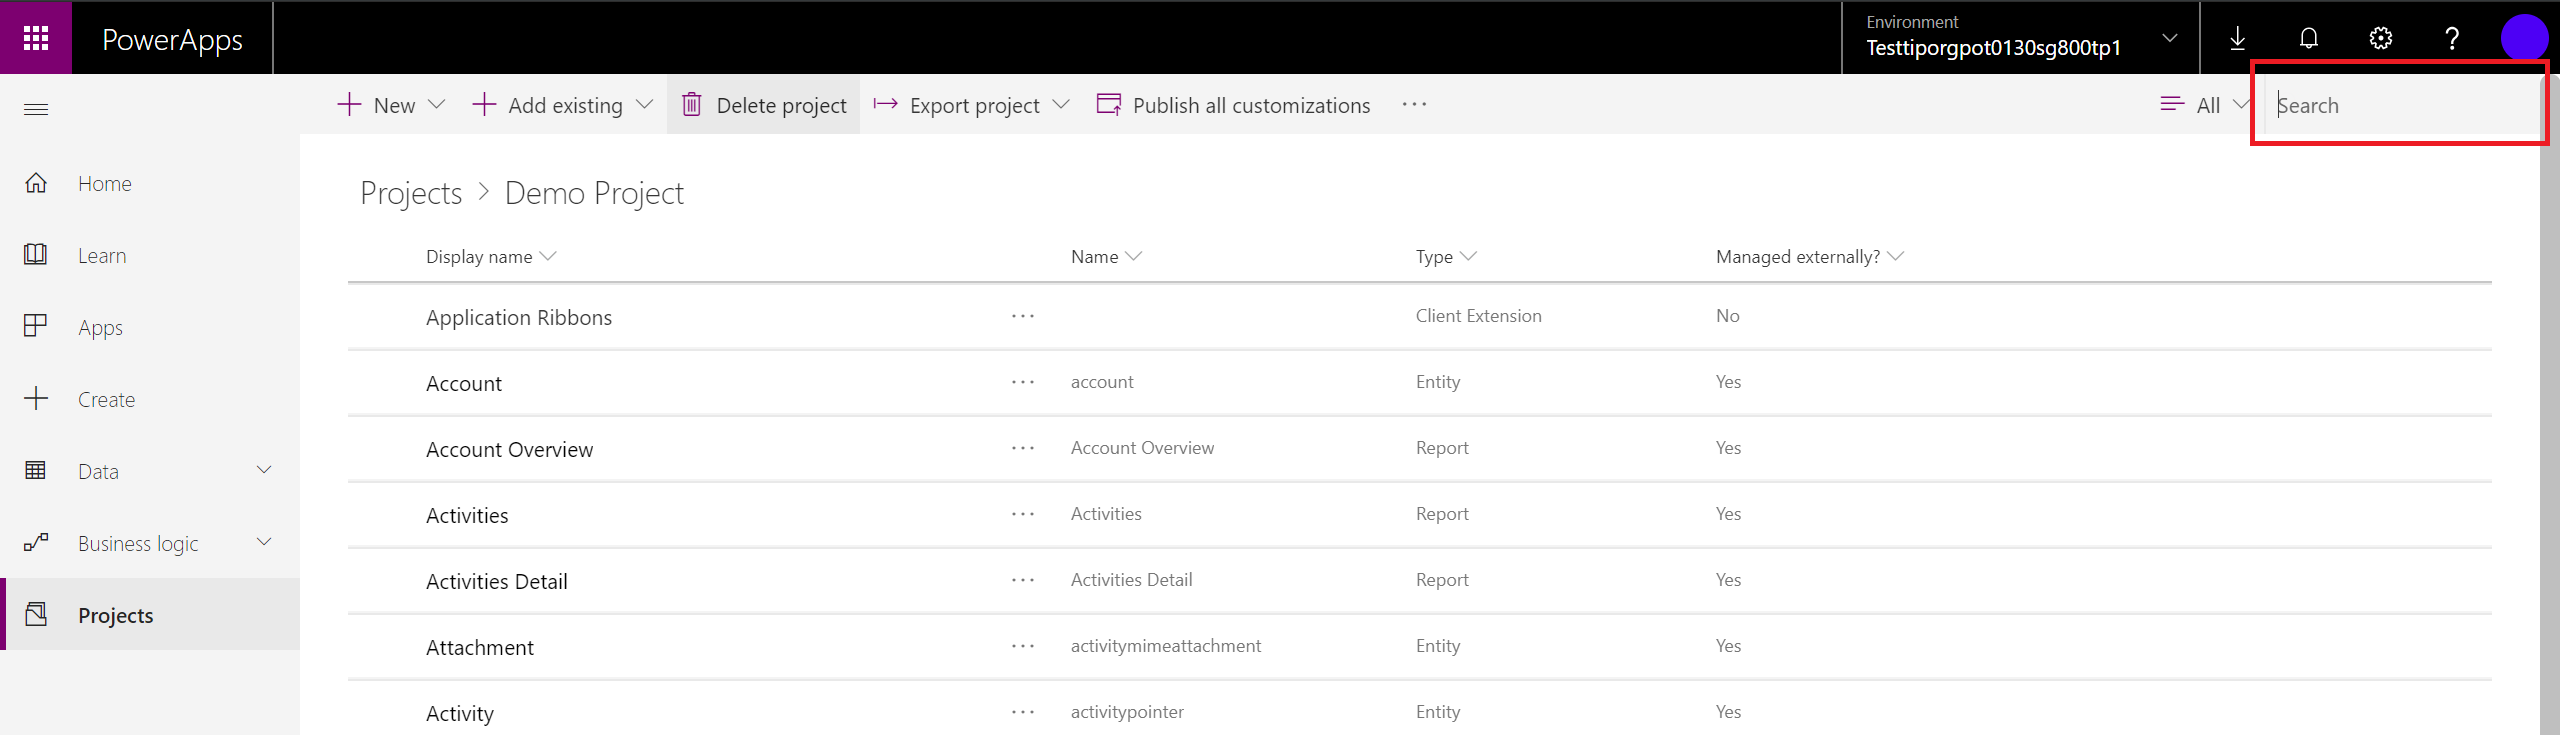 PowerApps
Environment
Testtiporgpot0130sg800tp1
New
Add existing
Delete project
Export project
Publish all customizations
All
Search
Home
Learn
Apps
Create
Data
Business logic
Projects
Projects > Demo Project
Display name Name Type Managed externally?
Application Ribbons ··· Client Extension No
Account ··· account Entity Yes
Account Overview ··· Account Overview Report Yes
Activities ··· Activities Report Yes
Activities Detail ··· Activities Detail Report Yes
Attachment ··· activitymimeattachment Entity Yes
Activity ··· activitypointer Entity Yes